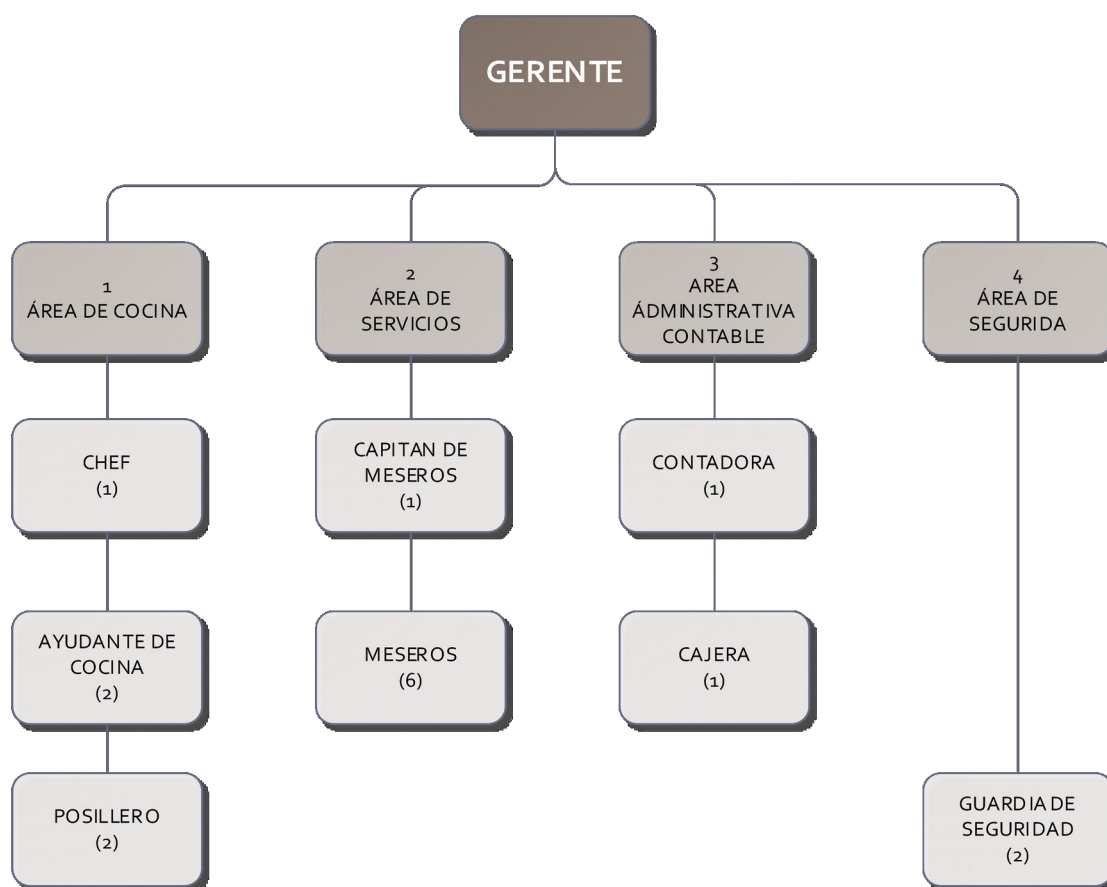 GERENTE
1
ÁREA DE COCINA
2
ÁREA DE
SERVICIOS
3
AREA
ÁDMINISTRATIVA
CONTABLE
4
ÁREA DE
SEGURIDA
CHEF
(1)
CAPITAN DE
MESEROS
(1)
CONTADORA
(1)
AYUDANTE DE
COCINA
(2)
MESEROS
(6)
CAJERA
(1)
POSILLERO
(2)
GUARDIA DE
SEGURIDAD
(2)